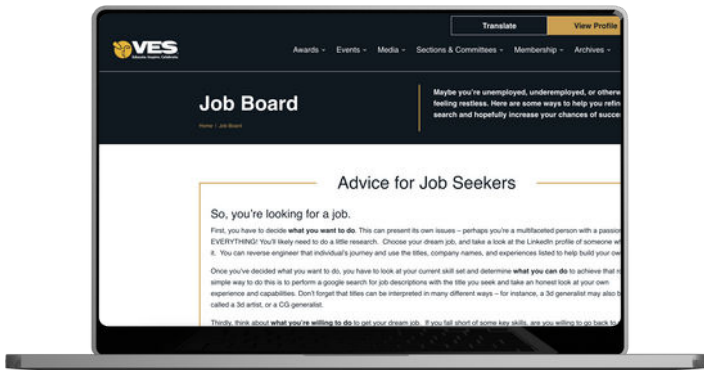 Translate
View Profile
VES
Awards
Events
Media
Sections & Committees
Membership
Archives
Job Board
Home | Job Board
Maybe you're unemployed, underemployed, or otherw
feeling restless. Here are some ways to help you refin
search and hopefully increase your chances of succe
Advice for Job Seekers
So, you're looking for a job.
First, you have to decide what you want to do. This can present its own issues – perhaps you're a multifaceted person with a passion
EVERYTHING! You'll likely need to do a little research. Choose your dream job, and take a look at the LinkedIn profile of someone w
it. You can reverse engineer that individual's journey and use the titles, company names, and experiences listed to help build your ow
Once you've decided what you want to do, you have to look at your current skill set and determine what you can do to achieve that
simple way to do this is to perform a google search for job descriptions with the title you seek and take an honest look at your own
experience and capabilities. Don't forget that titles can be interpreted in many different ways – for instance, a 3d generalist may also b
called a 3d artist, or a CG generalist.
Thirdly, think about what you're willing to do to get your dream job. If you fall short of some key skills, are you willing to go back to